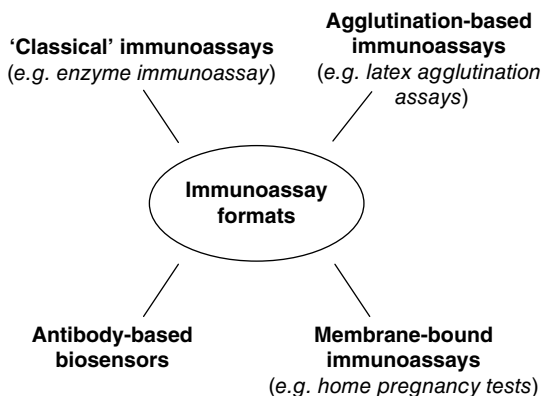 ‘Classical’ immunoassays
(e.g. enzyme immunoassay)
Agglutination-based
immunoassays
(e.g. latex agglutination
assays)
Immunoassay
formats
Antibody-based
biosensors
Membrane-bound
immunoassays
(e.g. home pregnancy tests)